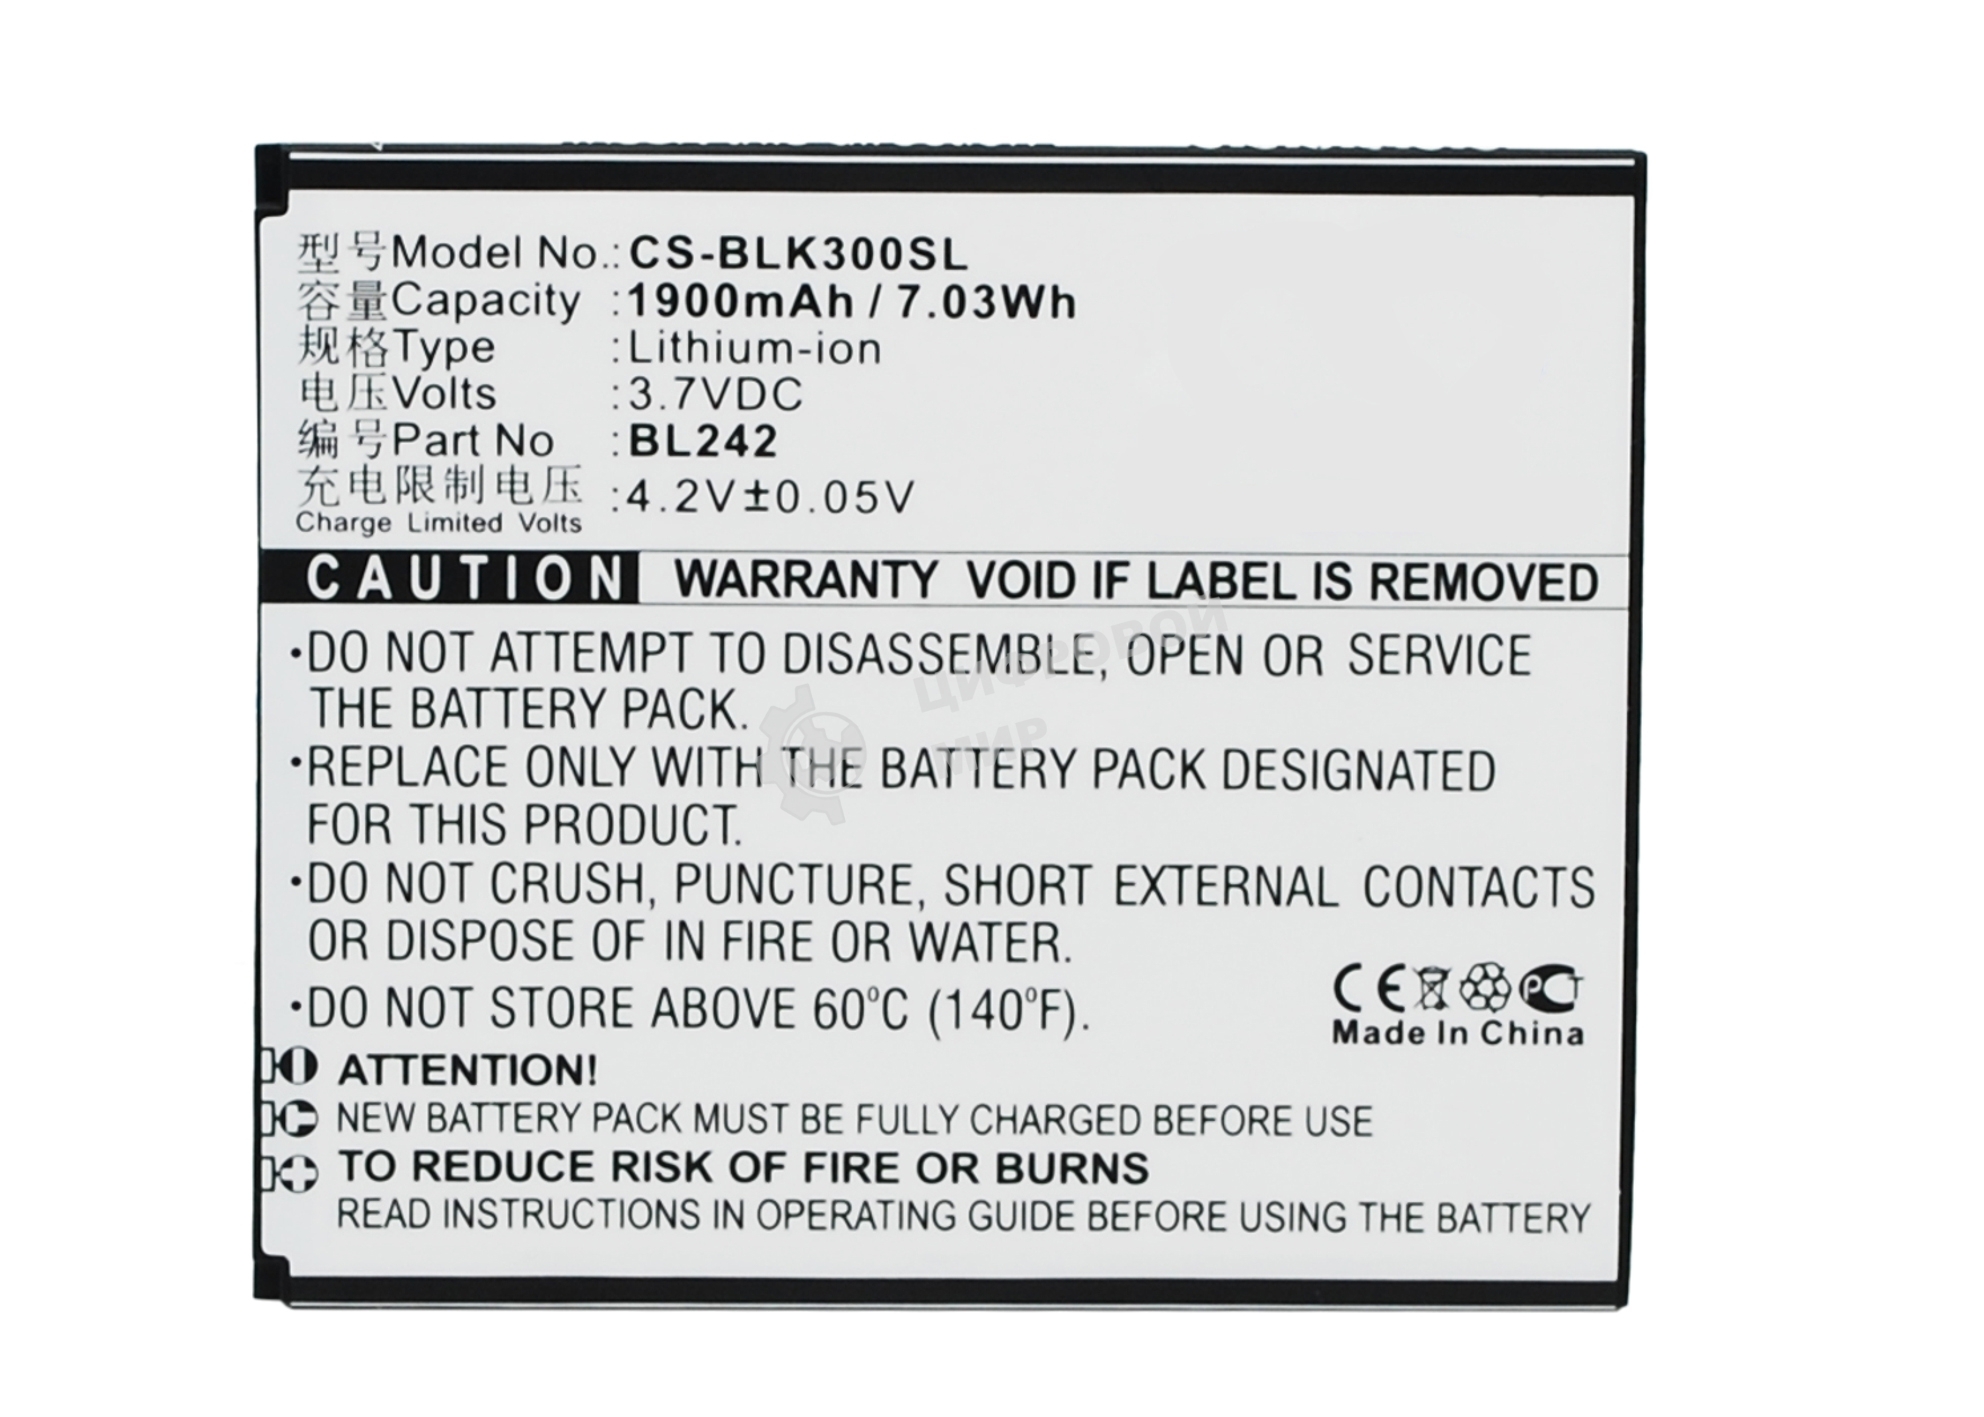 型号Model No.: CS-BLK300SL
容量Capacity :1900mAh / 7.03Wh
规格Type :Lithium-ion
电压Volts :3.7VDC
编号Part No :BL242
充电限制电压 :4.2V±0.05V
Charge Limited Volts
CAUTION WARRANTY VOID IF LABEL IS REMOVED
•DO NOT ATTEMPT TO DISASSEMBLE, OPEN OR SERVICE
THE BATTERY PACK.
•REPLACE ONLY WITH THE BATTERY PACK DESIGNATED
FOR THIS PRODUCT.
•DO NOT CRUSH, PUNCTURE, SHORT EXTERNAL CONTACTS
OR DISPOSE OF IN FIRE OR WATER.
•DO NOT STORE ABOVE 60°C (140°F).
CE PCT
Made In China
ATTENTION!
NEW BATTERY PACK MUST BE FULLY CHARGED BEFORE USE
TO REDUCE RISK OF FIRE OR BURNS
READ INSTRUCTIONS IN OPERATING GUIDE BEFORE USING THE BATTERY
ЦИФРОВОЙ
МИР